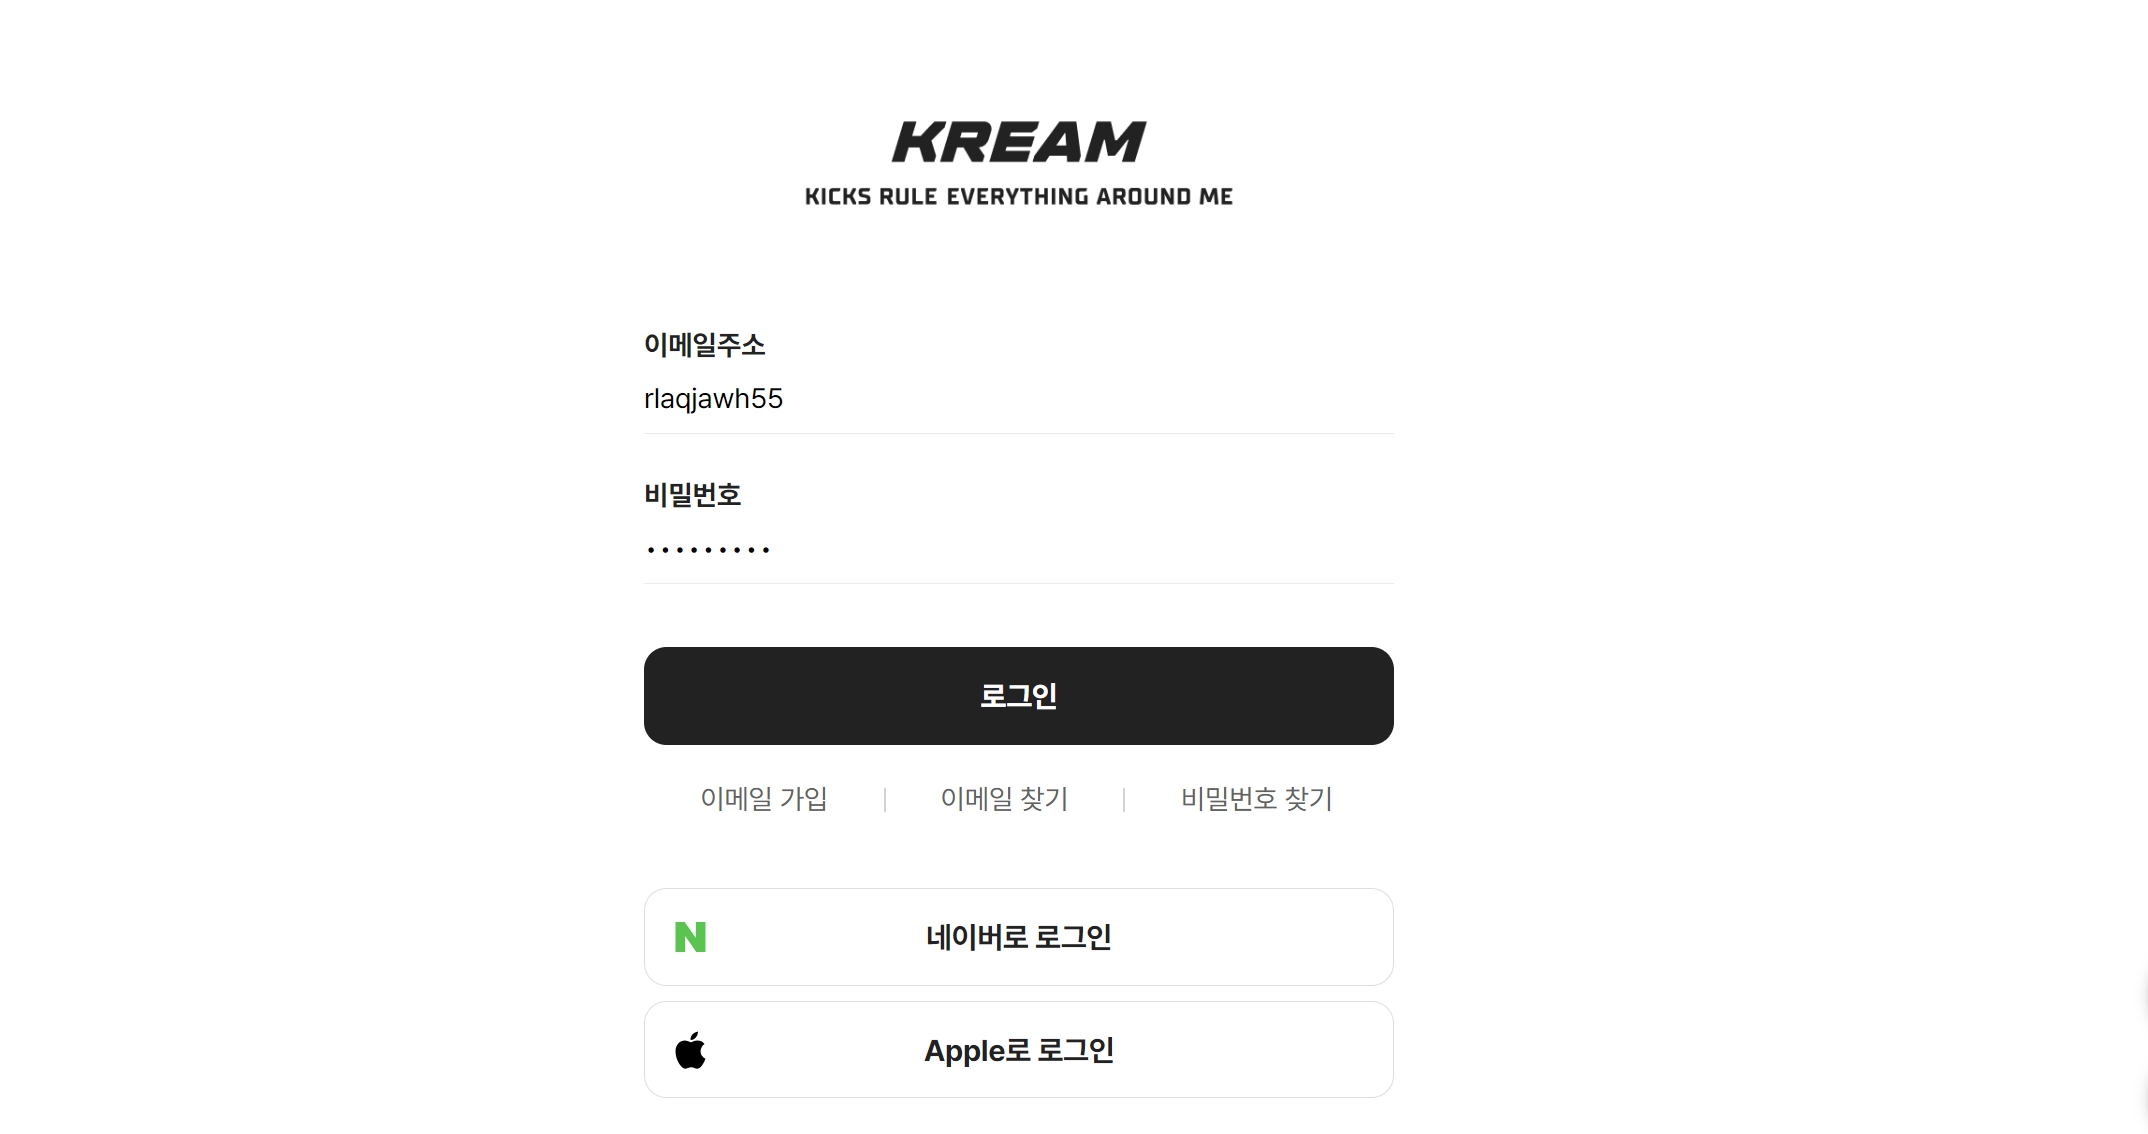 KREAM
KICKS RULE EVERYTHING AROUND ME
이메일주소
rlaqjawh55
비밀번호
•••••••••
로그인
이메일 가입 | 이메일 찾기 | 비밀번호 찾기
N 네이버로 로그인
Apple로 로그인